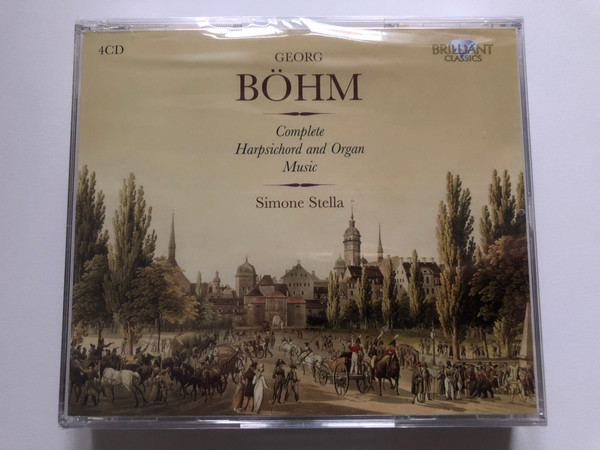 4CD
GEORG
BÖHM
BRILLIANT
CLASSICS
Complete
Harpsichord and Organ
Music
Simone Stella